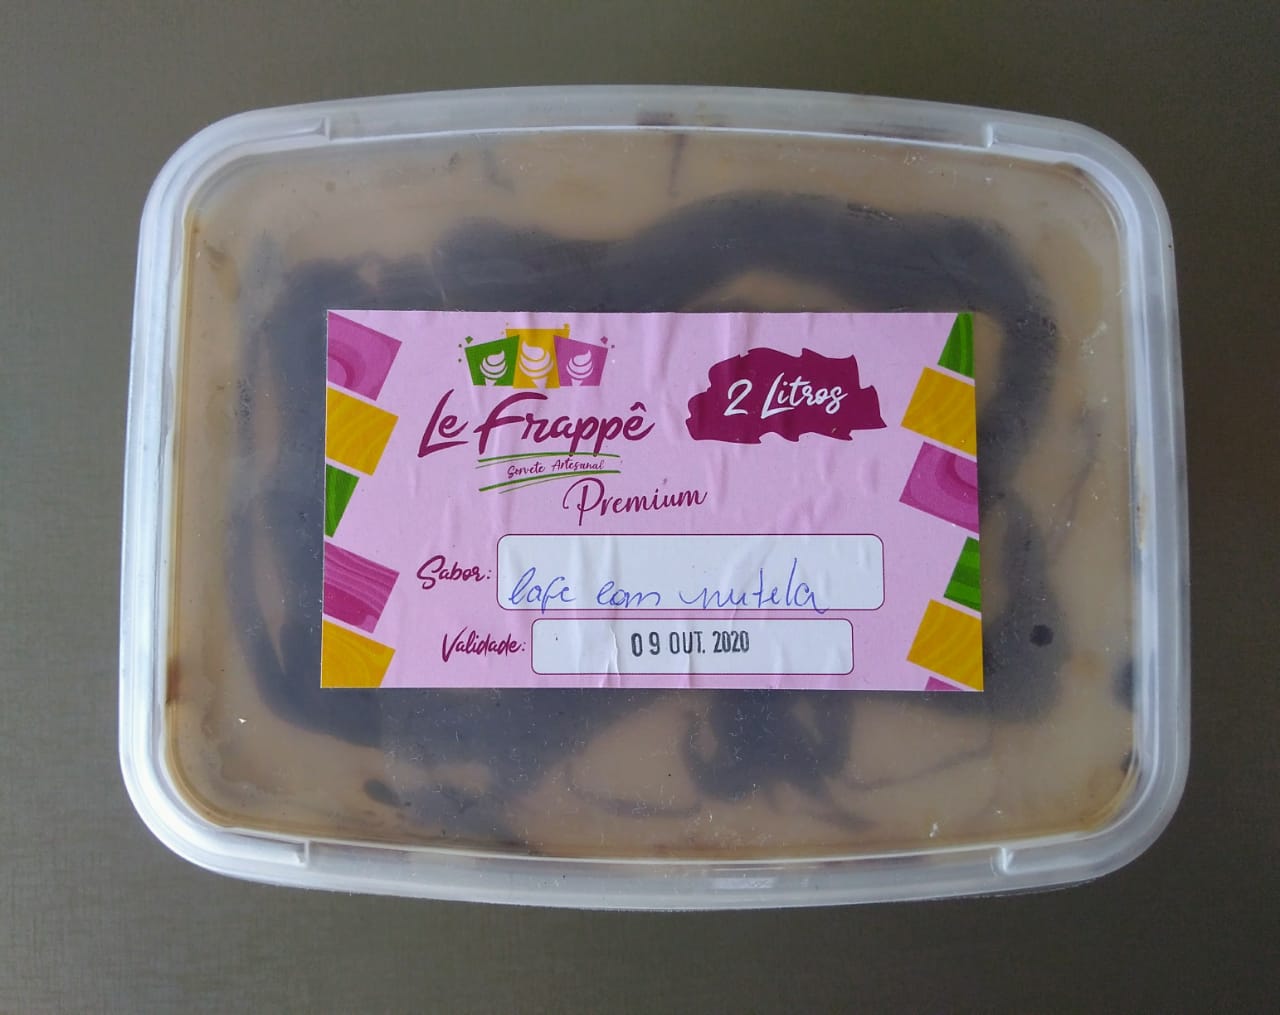 Le Frappê
2 Litros
Sorvete Artesanal
Premium
Sabor: Cafe com nutela
Validade: 09 OUT. 2020